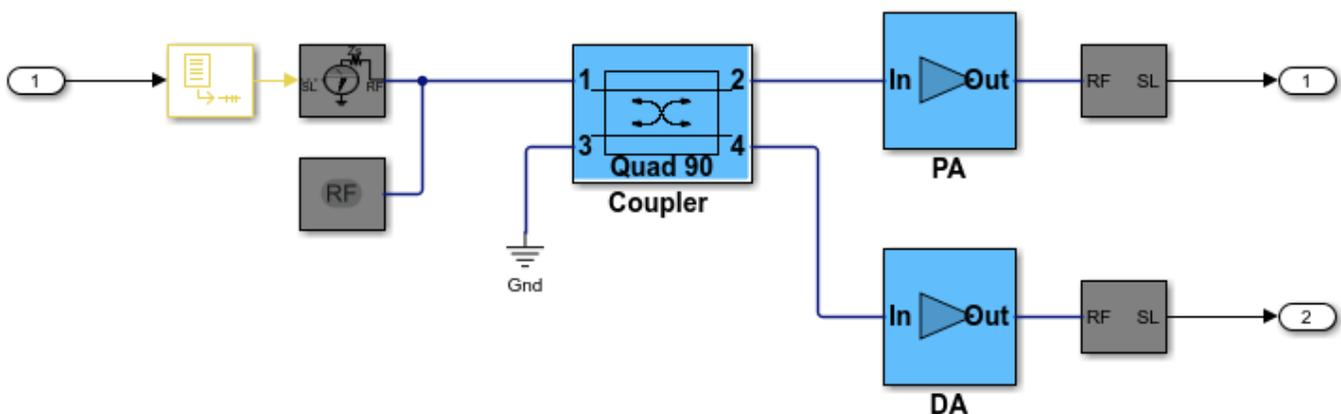 1
SL
Zs
RF
RF
1
2
3
4
Quad 90
Coupler
Gnd
In
Out
PA
RF
SL
1
In
Out
DA
RF
SL
2